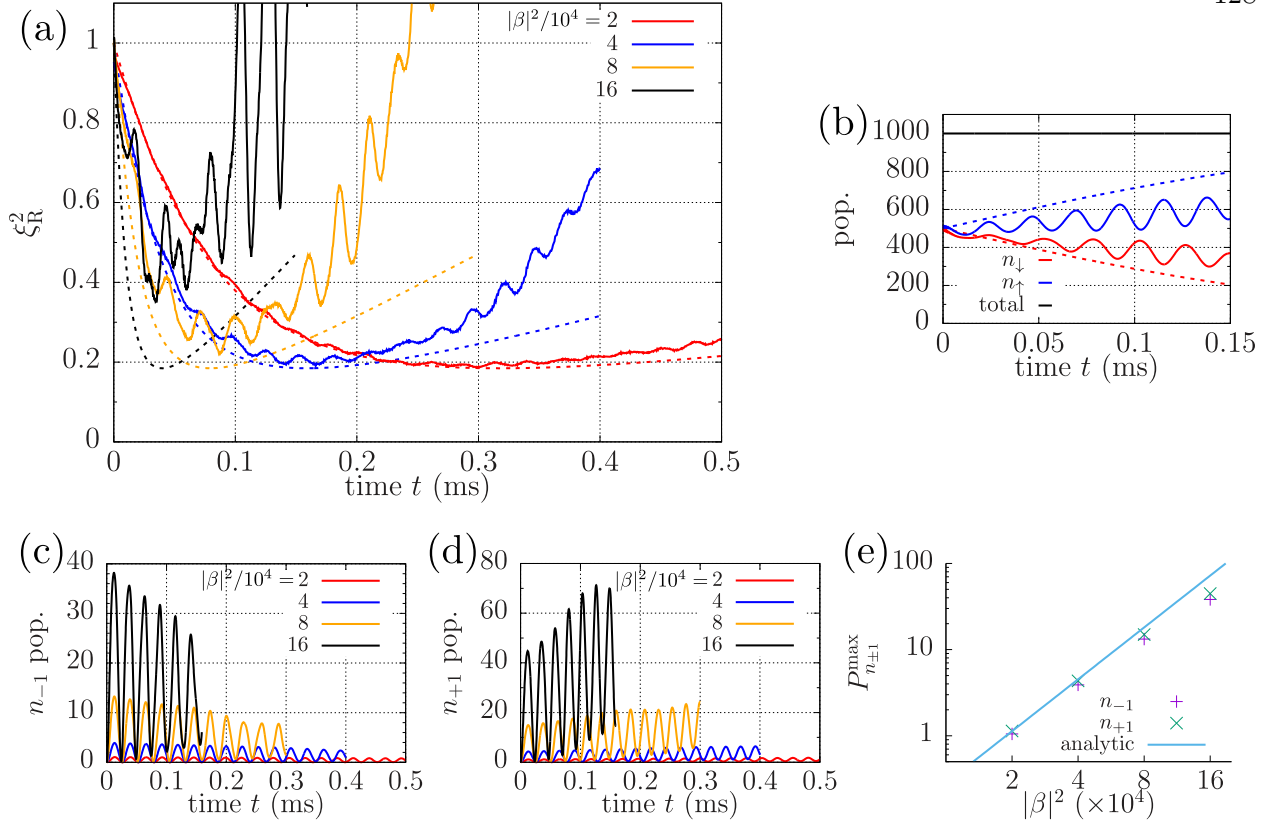 (a)
|β|²/10⁴ = 2
4
8
16
1
0.8
0.6
0.4
0.2
0
ξ²_R
0 0.1 0.2 0.3 0.4 0.5
time t (ms)
(b)
1000
800
600
400
200
0
pop.
n↓
n↑
total
0 0.05 0.1 0.15
time t (ms)
(c)
40
30
20
10
0
n₋₁ pop.
|β|²/10⁴ = 2
4
8
16
0 0.1 0.2 0.3 0.4 0.5
time t (ms)
(d)
80
60
40
20
0
n₊₁ pop.
|β|²/10⁴ = 2
4
8
16
0 0.1 0.2 0.3 0.4 0.5
time t (ms)
(e)
100
10
1
P^max_n±1
n₋₁
n₊₁
analytic
2 4 8 16
|β|² (×10⁴)